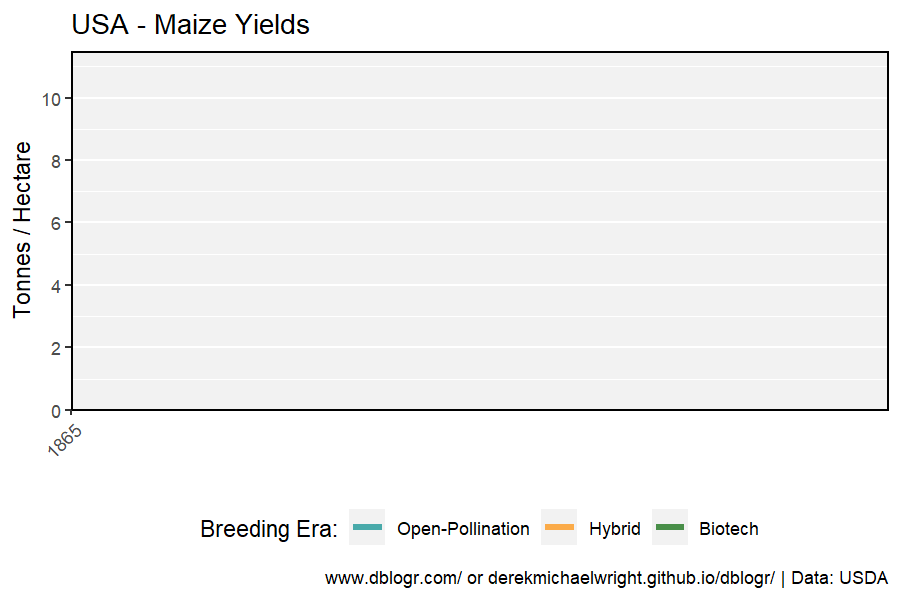 USA - Maize Yields
Tonnes / Hectare
10
8
6
4
2
0
1865
Breeding Era: Open-Pollination Hybrid Biotech
www.dblogr.com/ or derekmichaelwright.github.io/dblogr/ | Data: USDA